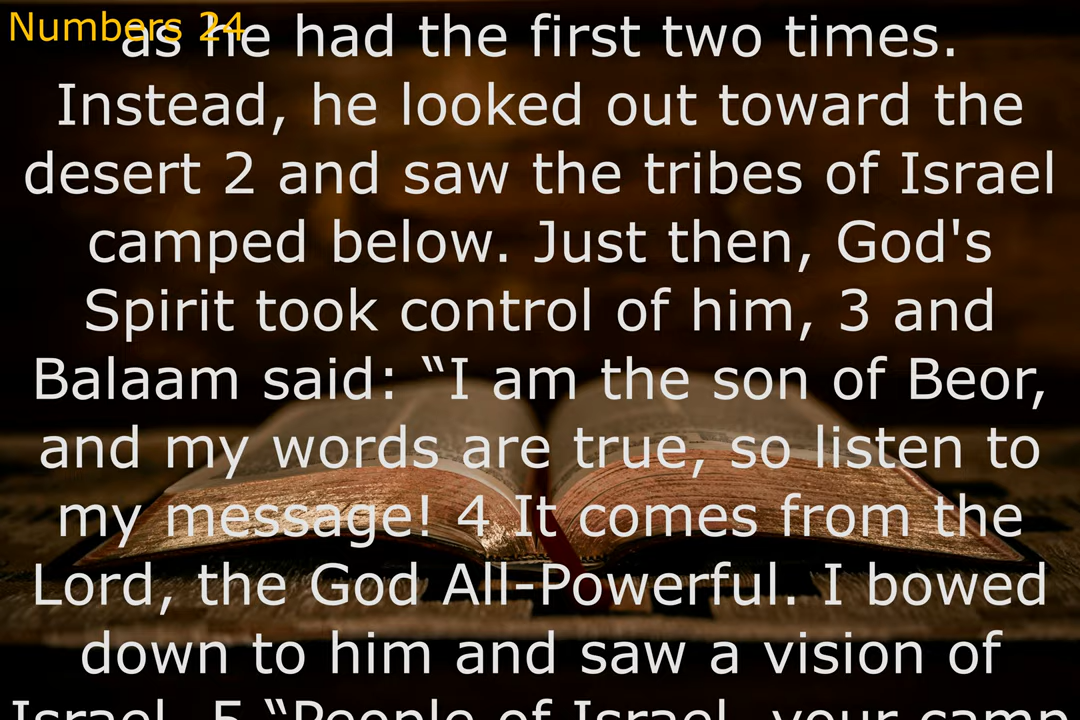 Numbers 24
as he had the first two times.
Instead, he looked out toward the
desert 2 and saw the tribes of Israel
camped below. Just then, God's
Spirit took control of him, 3 and
Balaam said: “I am the son of Beor,
and my words are true, so listen to
my message! 4 It comes from the
Lord, the God All-Powerful. I bowed
down to him and saw a vision of
Israel. 5 “People of Israel, your camp